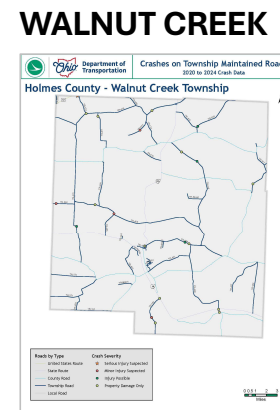 WALNUT CREEK
Ohio Department of Transportation
Crashes on Township Maintained Road
2020 to 2024 Crash Data
Holmes County - Walnut Creek Township
Roads by Type
United States Route
State Route
County Road
Township Road
Local Road
Crash Severity
Serious Injury Suspected
Minor Injury Suspected
Injury Possible
Property Damage Only
Miles